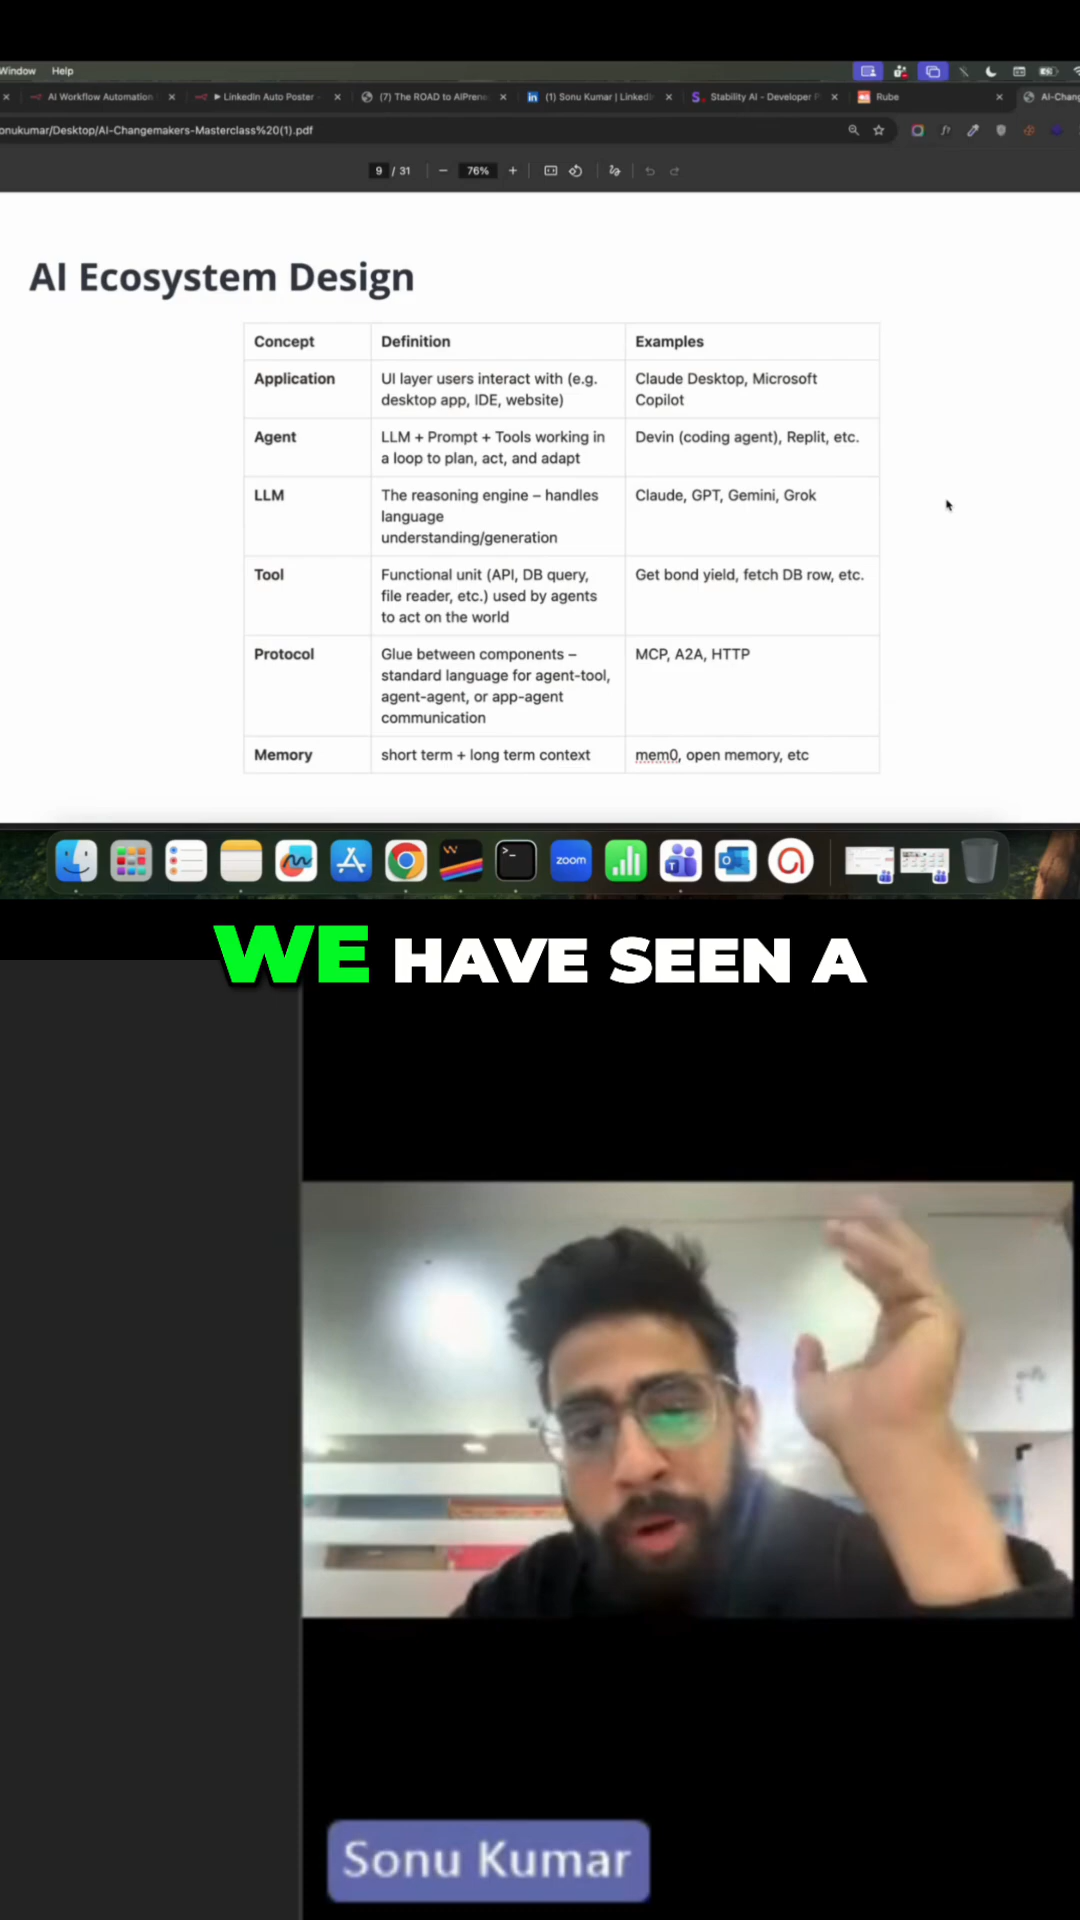 Window Help
AI Workflow Automation
LinkedIn Auto Poster
(7) The ROAD to AIPren
(1) Sonu Kumar | LinkedI
Stability AI - Developer P
Rube
AI-Chang
onukumar/Desktop/AI-Changemakers-Masterclass%20(1).pdf
9 / 31 76%
AI Ecosystem Design
Concept Definition Examples
Application UI layer users interact with (e.g. desktop app, IDE, website) Claude Desktop, Microsoft Copilot
Agent LLM + Prompt + Tools working in a loop to plan, act, and adapt Devin (coding agent), Replit, etc.
LLM The reasoning engine – handles language understanding/generation Claude, GPT, Gemini, Grok
Tool Functional unit (API, DB query, file reader, etc.) used by agents to act on the world Get bond yield, fetch DB row, etc.
Protocol Glue between components – standard language for agent-tool, agent-agent, or app-agent communication MCP, A2A, HTTP
Memory short term + long term context mem0, open memory, etc
zoom
WE HAVE SEEN A
Sonu Kumar